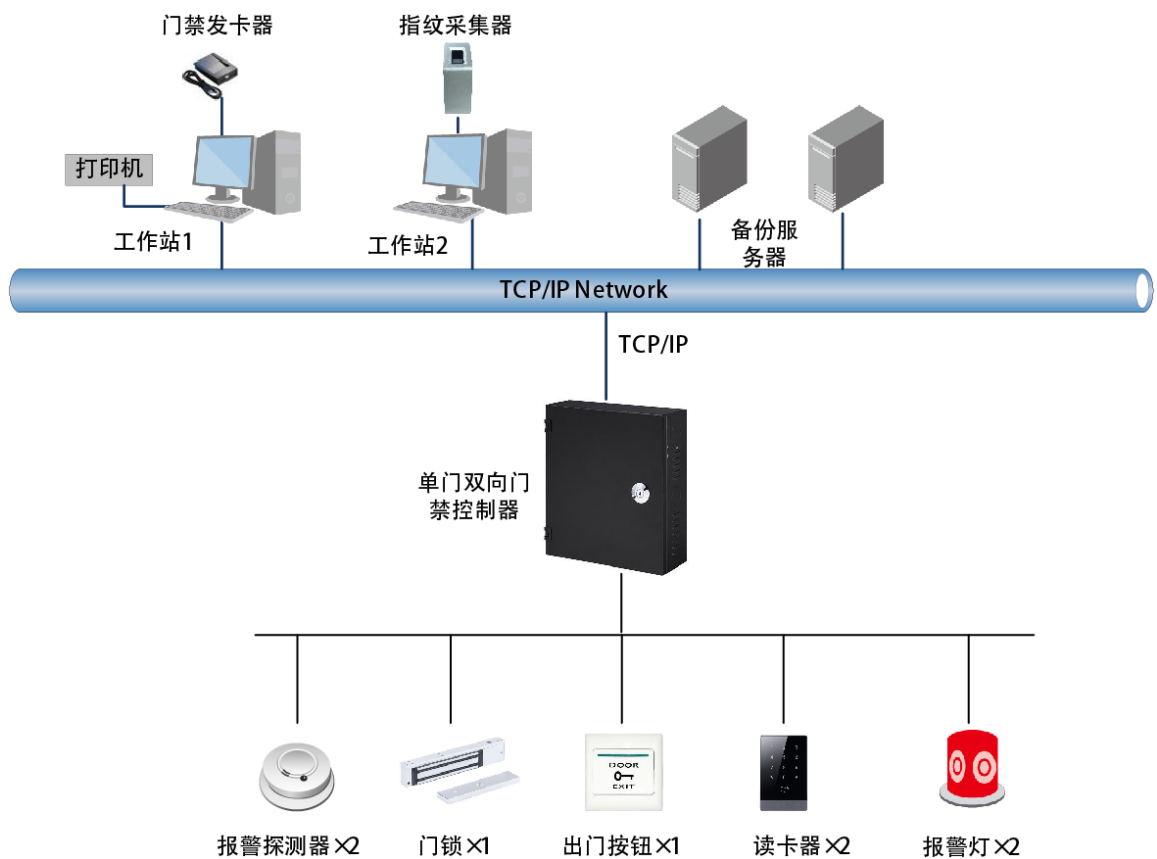 门禁发卡器
指纹采集器
打印机
工作站1
工作站2
备份服
务器
TCP/IP Network
TCP/IP
单门双向门
禁控制器
DOOR
EXIT
报警探测器×2
门锁×1
出门按钮×1
读卡器×2
报警灯×2